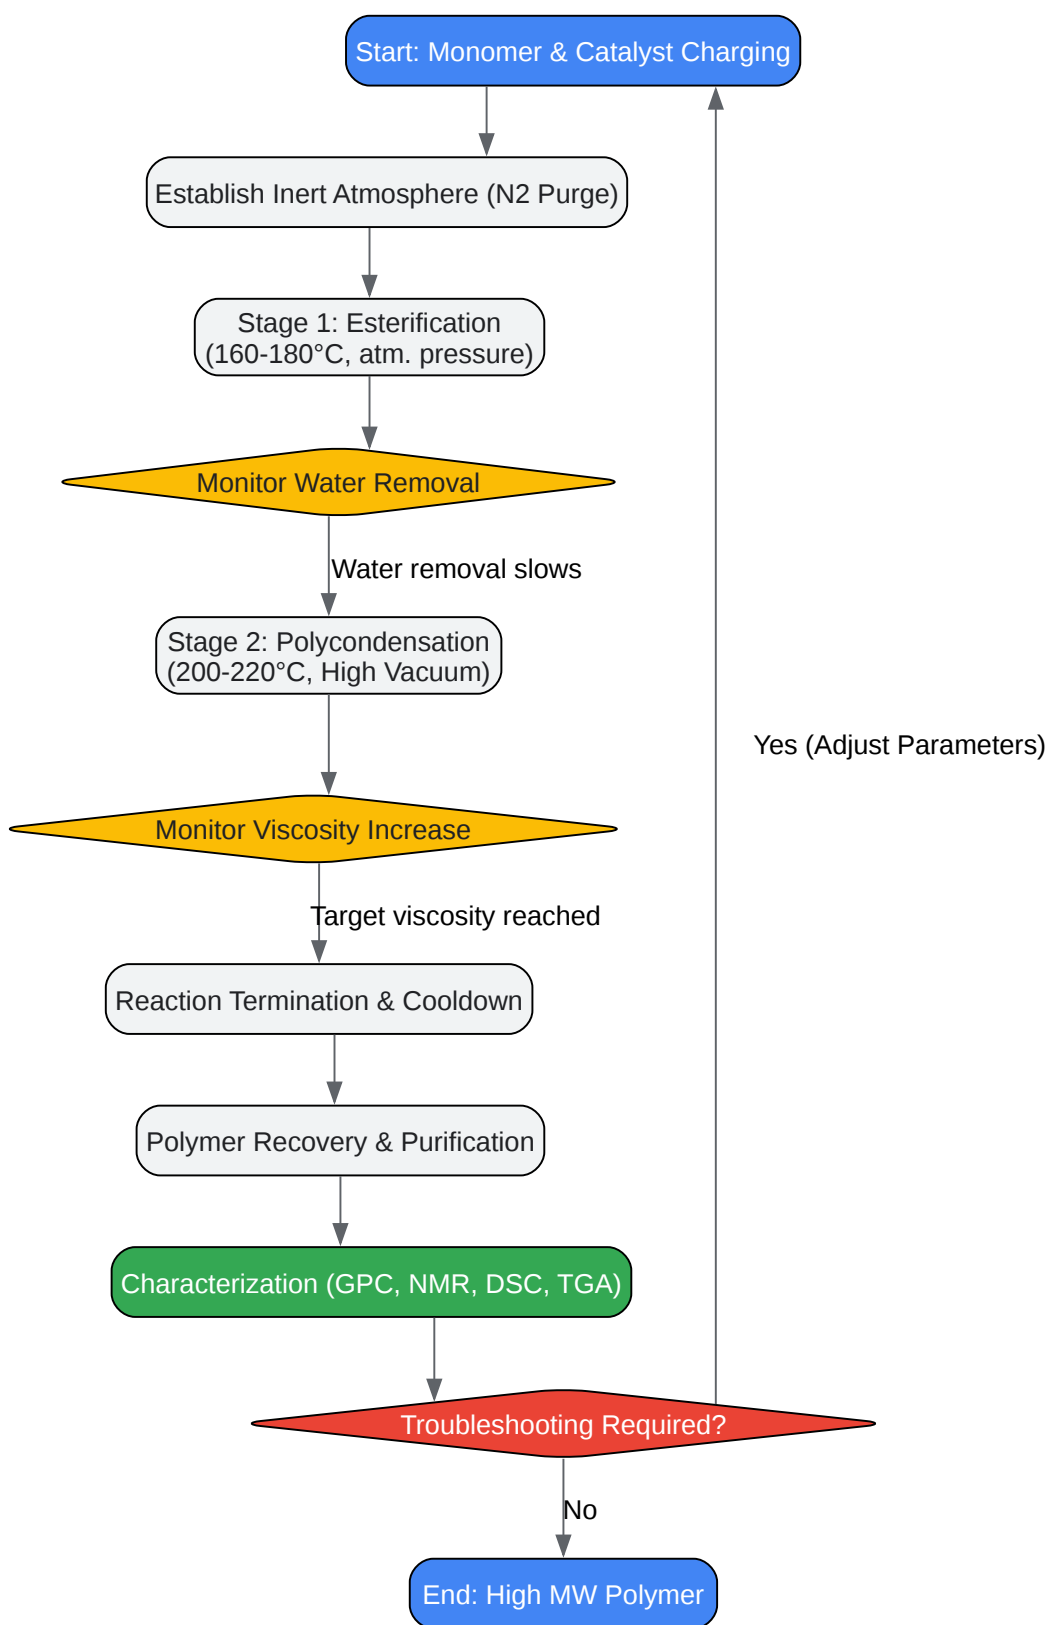 Start: Monomer & Catalyst Charging
Establish Inert Atmosphere (N2 Purge)
Stage 1: Esterification
(160-180°C, atm. pressure)
Monitor Water Removal
Water removal slows
Stage 2: Polycondensation
(200-220°C, High Vacuum)
Yes (Adjust Parameters)
Monitor Viscosity Increase
Target viscosity reached
Reaction Termination & Cooldown
Polymer Recovery & Purification
Characterization (GPC, NMR, DSC, TGA)
Troubleshooting Required?
No
End: High MW Polymer